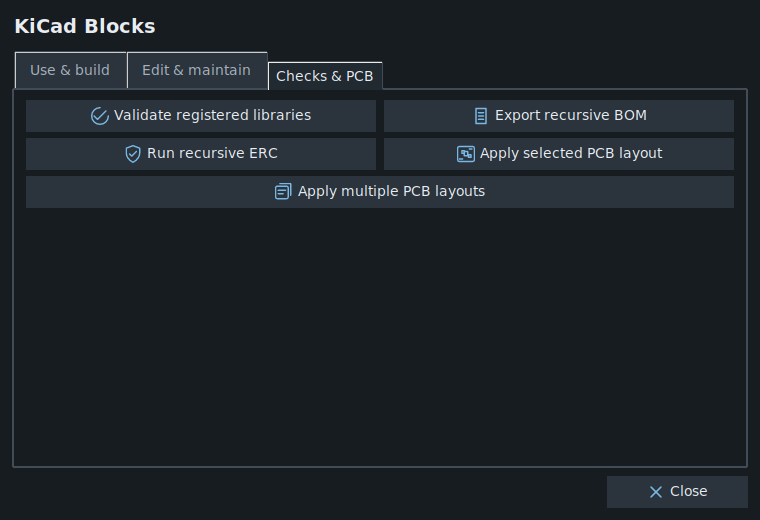 KiCad Blocks
Use & build
Edit & maintain
Checks & PCB
Validate registered libraries
Export recursive BOM
Run recursive ERC
Apply selected PCB layout
Apply multiple PCB layouts
Close